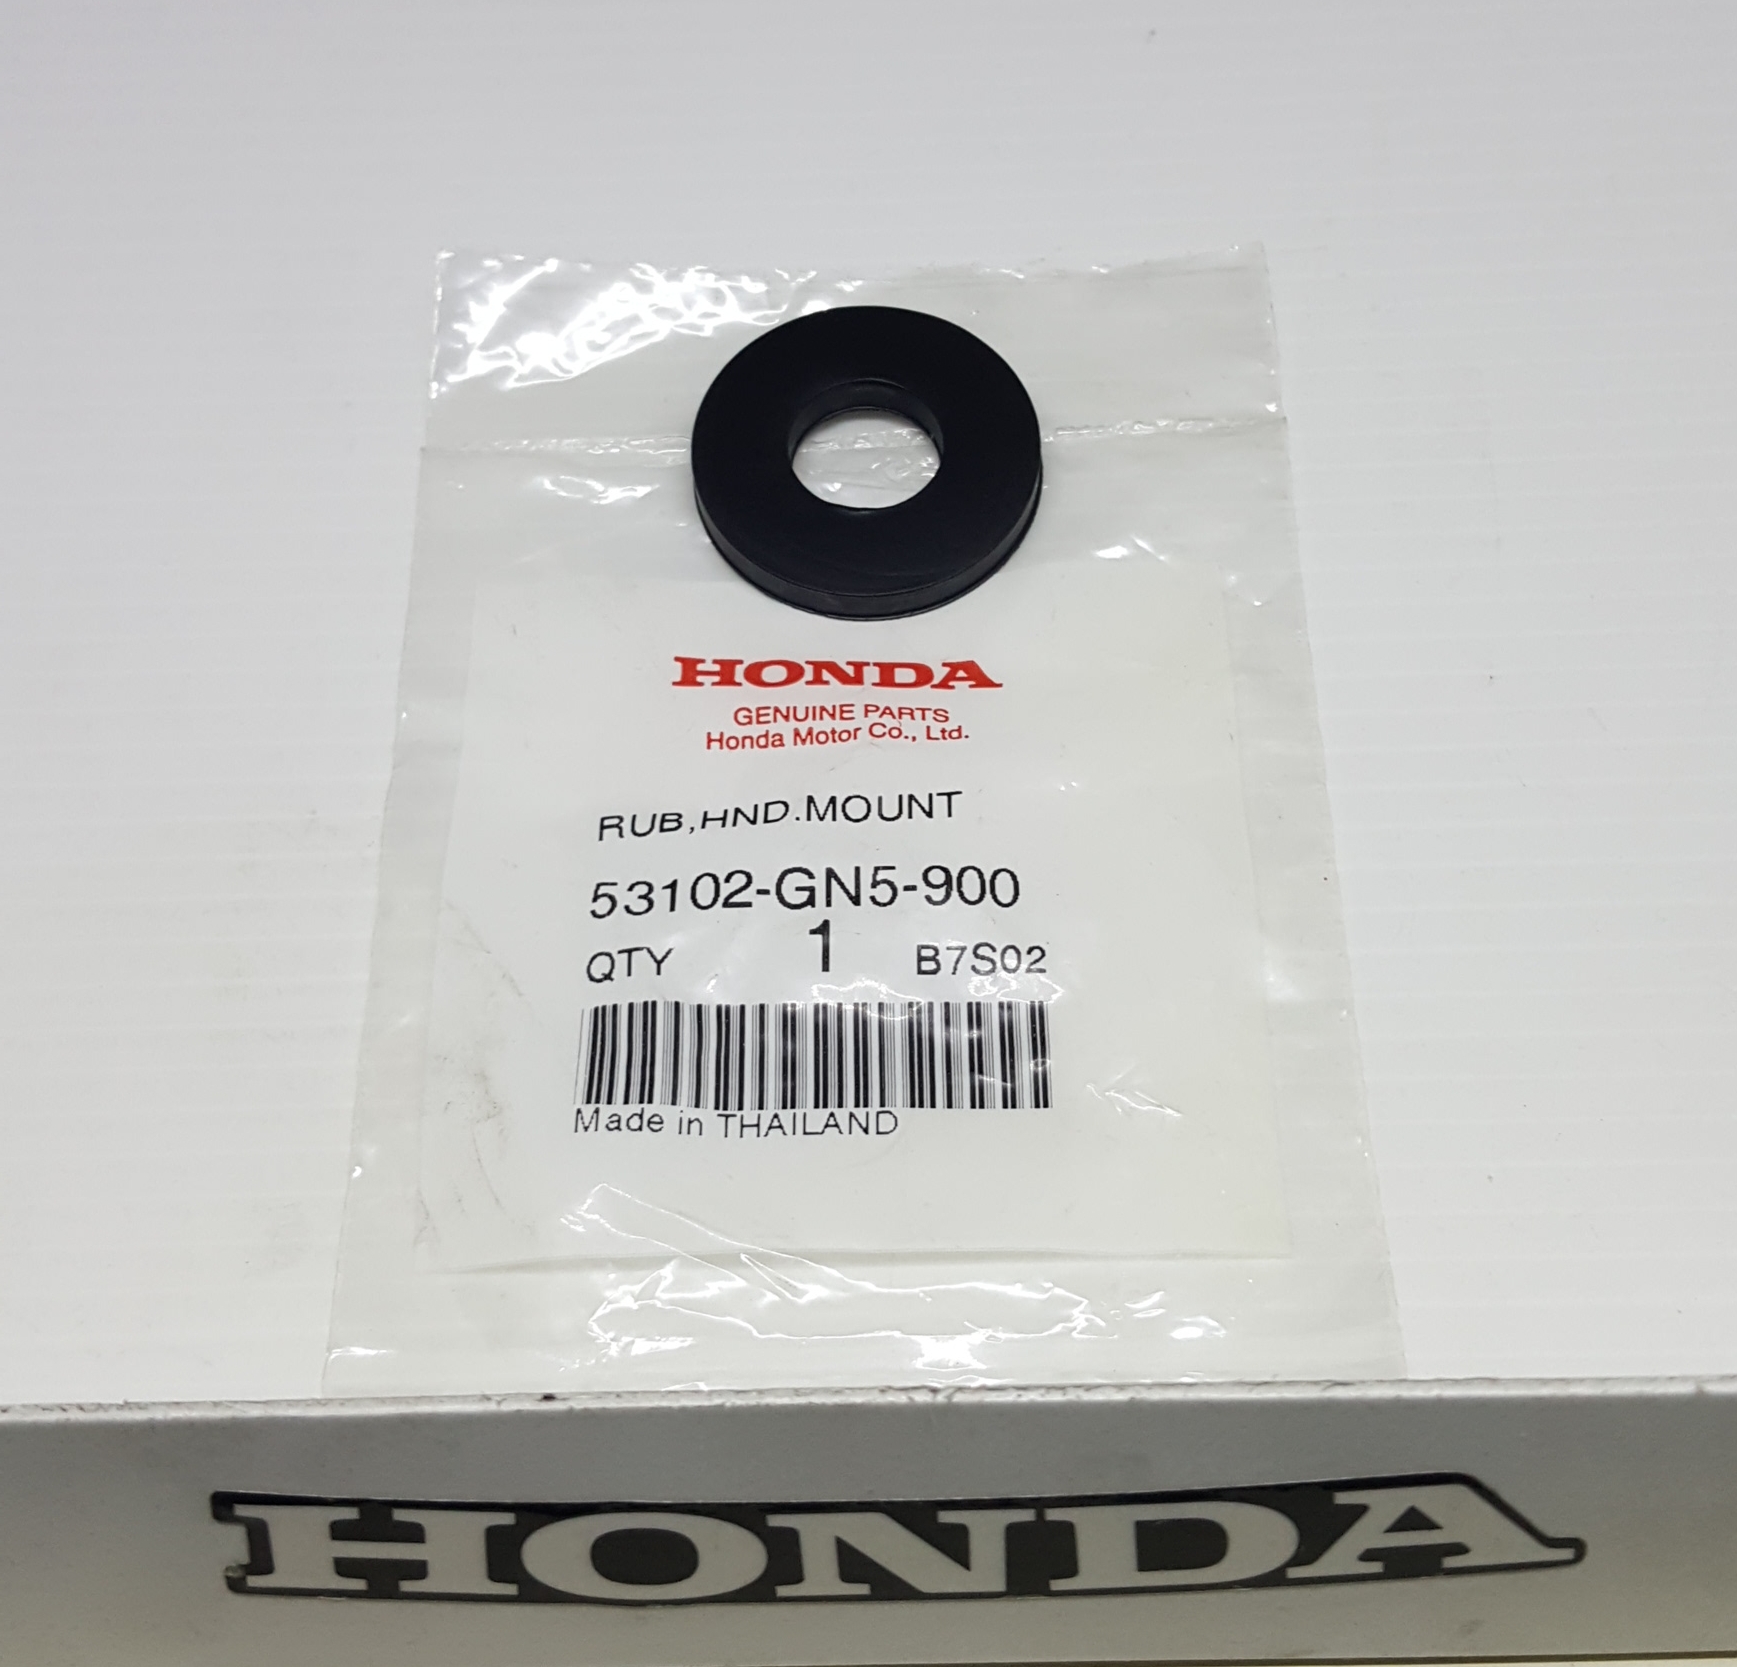 HONDA
GENUINE PARTS
Honda Motor Co., Ltd.
RUB,HND.MOUNT
53102-GN5-900
QTY 1 B7S02
Made in THAILAND
HONDA